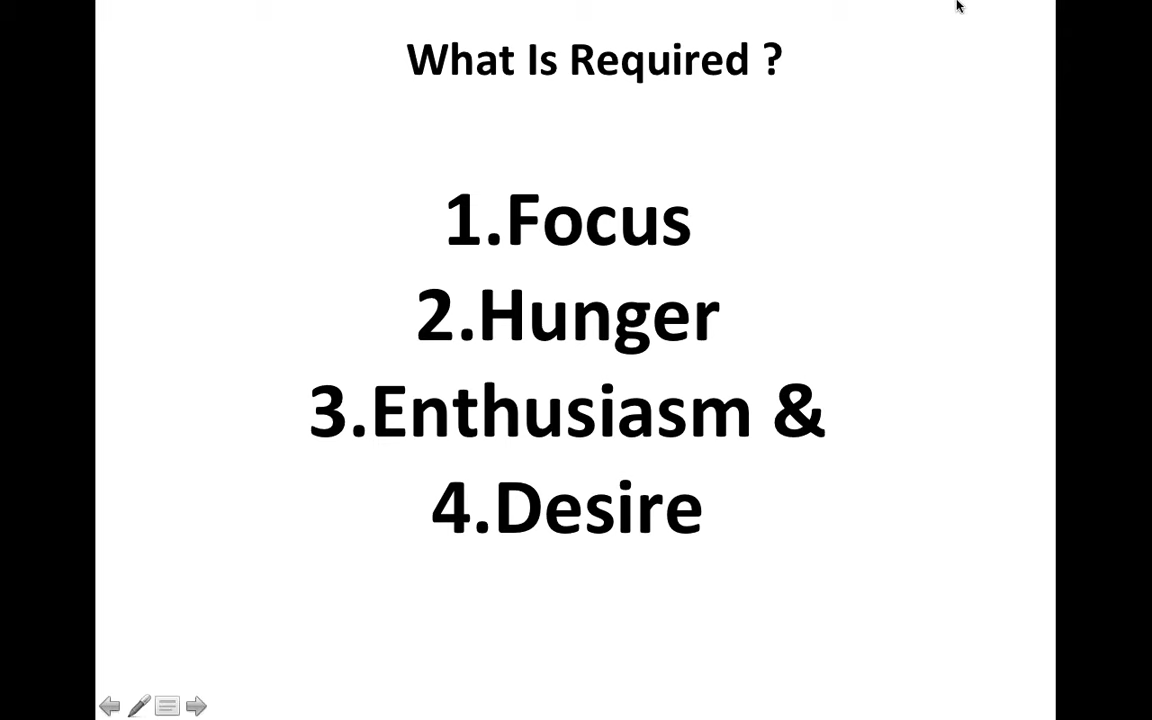 What Is Required ?
1.Focus
2.Hunger
3.Enthusiasm &
4.Desire